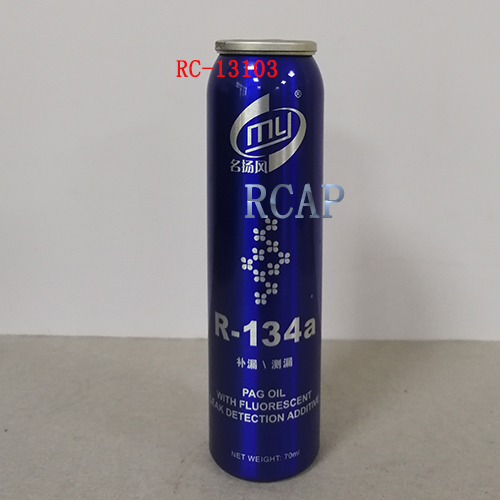 RC-13103
my
®
名扬风
RCAP
R-134a
补漏 \ 测漏
PAG OIL
WITH FLUORESCENT
LEAK DETECTION ADDITIVE
NET WEIGHT: 70ml